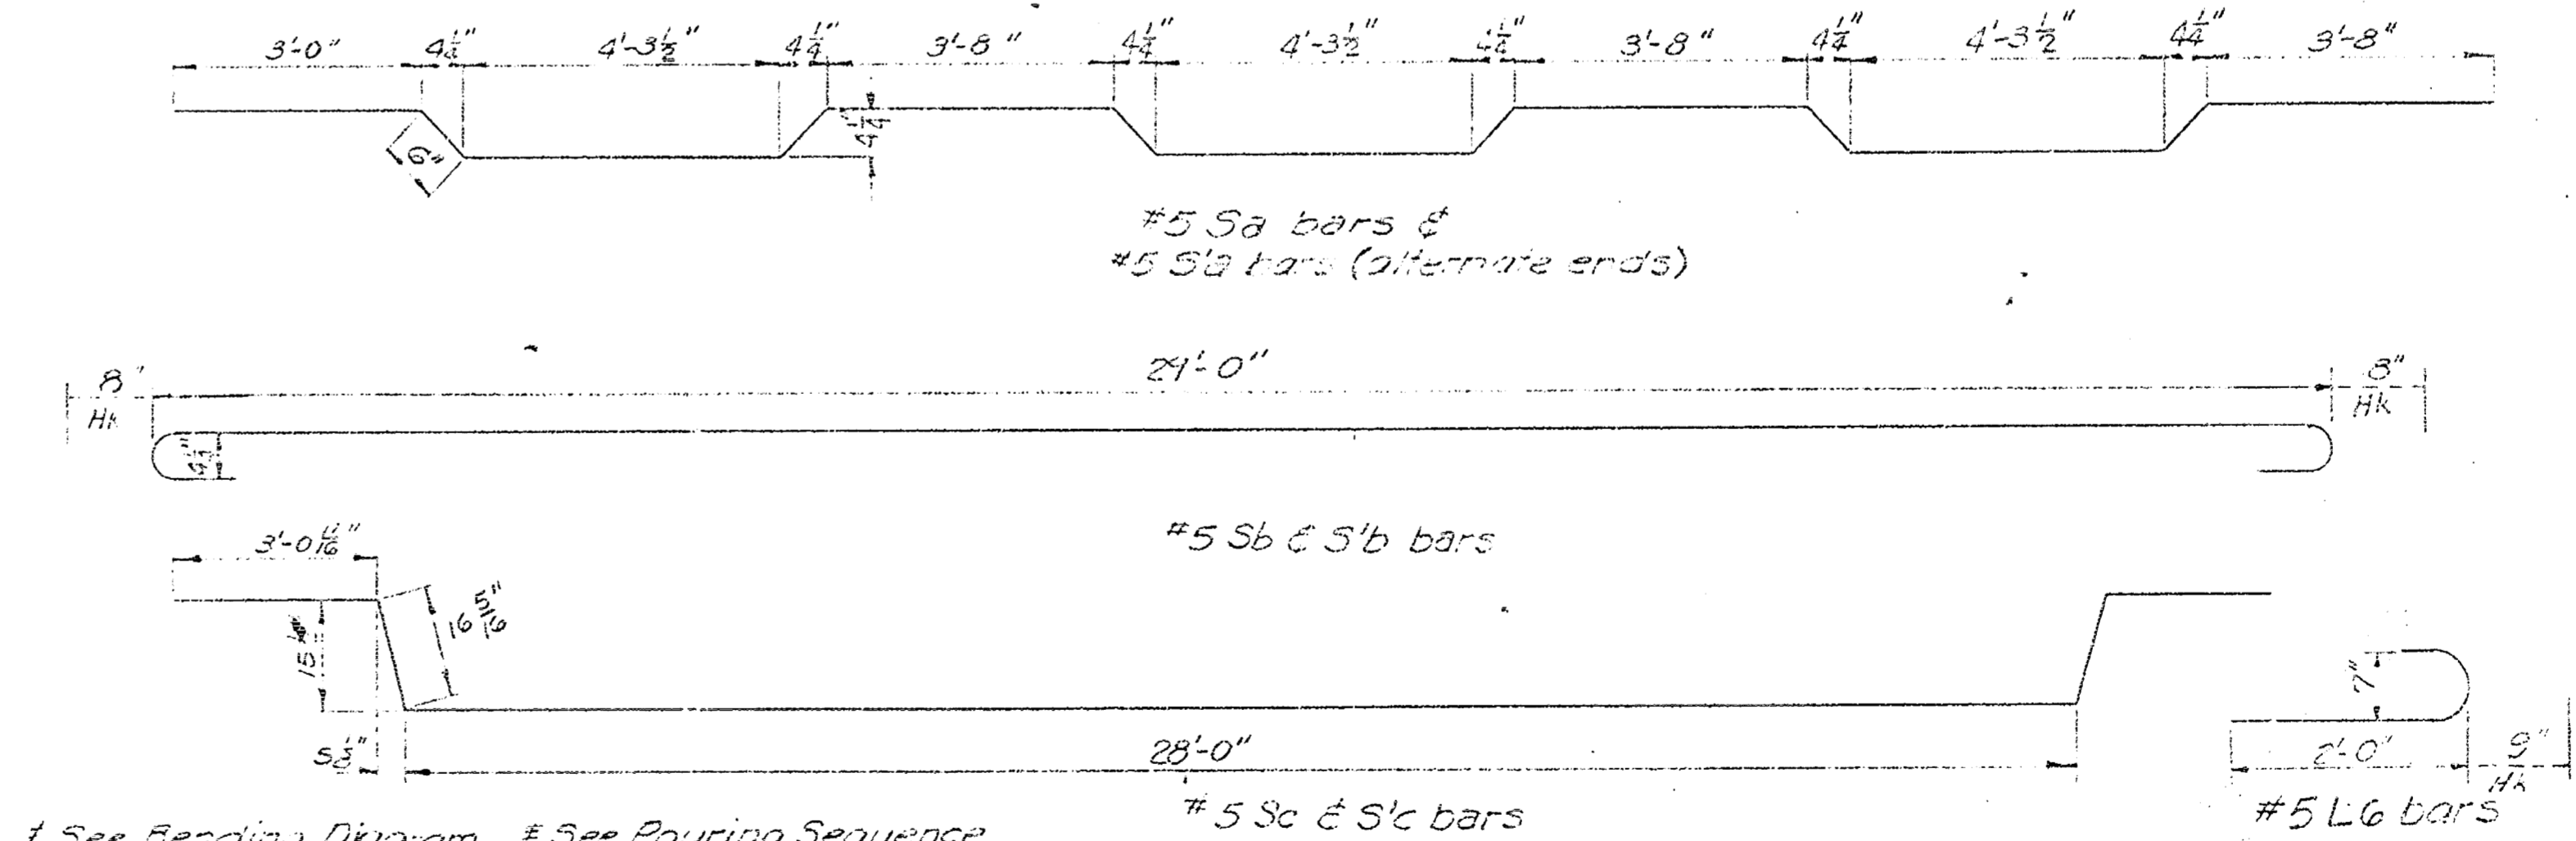 3'-0" 4¼" 4'-3½" 4¼" 3'-8" 4¼" 4'-3½" 4¼" 3'-8" 4¼" 4'-3½" 4¼" 3'-8"
6" 4¼"
#5 Sa bars &
#5 S'a bars (alternate ends)
8" Hk 29'-0" 8" Hk
#5 Sb & S'b bars
3'-0 11/16"
15 16 5/16" 7"
28'-0" 2'-0" 9" Hk
#5 Sc & S'c bars #5 L6 bars
See Bending Diagram See Pouring Sequence